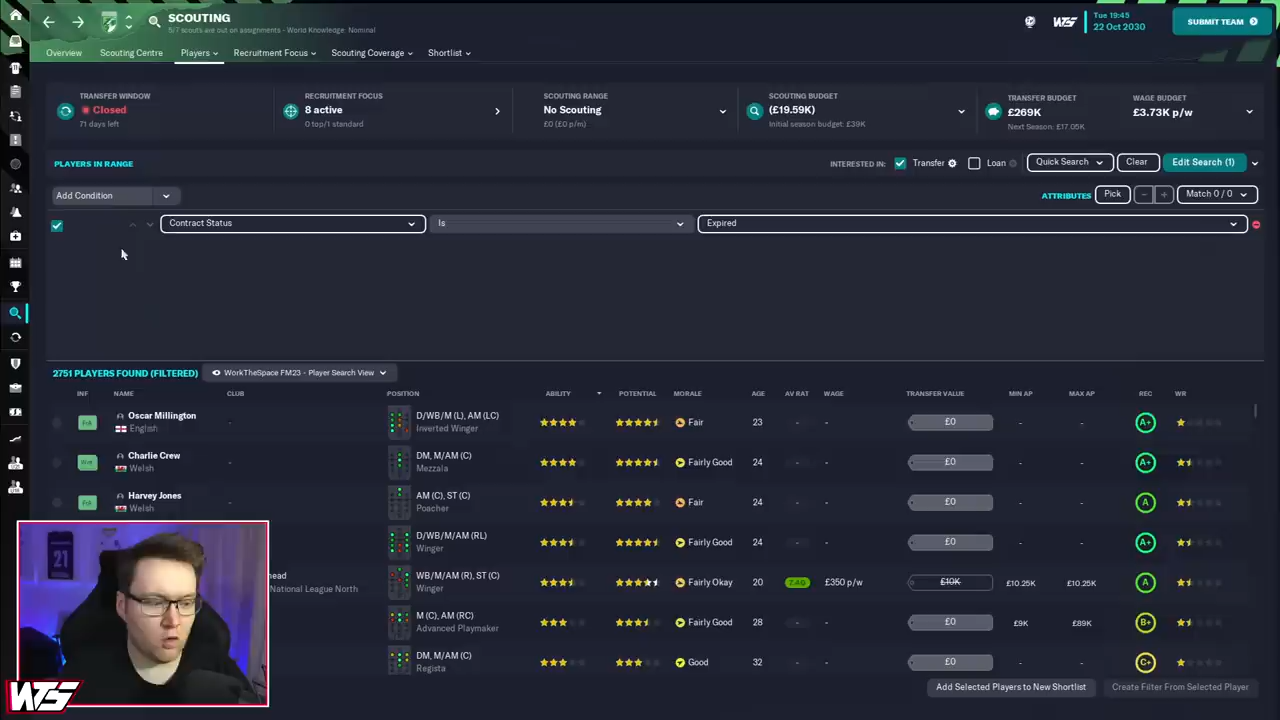 SCOUTING
5/7 scouts are out on assignments - World Knowledge: Nominal
WTS
Tue 19:45
22 Oct 2030
SUBMIT TEAM
Overview
Scouting Centre
Players
Recruitment Focus
Scouting Coverage
Shortlist
TRANSFER WINDOW
Closed
71 days left
RECRUITMENT FOCUS
8 active
0 top/1 standard
SCOUTING RANGE
No Scouting
£0 (£0 p/m)
SCOUTING BUDGET
(£19.59K)
Initial season budget: £39K
TRANSFER BUDGET
£269K
Next Season: £17.05K
WAGE BUDGET
£3.73K p/w
PLAYERS IN RANGE
INTERESTED IN:
Transfer
Loan
Quick Search
Clear
Edit Search (1)
Add Condition
ATTRIBUTES
Pick
Match 0 / 0
Contract Status
Is
Expired
2751 PLAYERS FOUND (FILTERED)
WorkTheSpace FM23 - Player Search View
INF NAME CLUB POSITION ABILITY POTENTIAL MORALE AGE AV RAT WAGE TRANSFER VALUE MIN AP MAX AP REC WR
Oscar Millington - D/WB/M (L), AM (LC) Fair 23 - £0 - - A+
English Inverted Winger
Wnt Charlie Crew - DM, M/AM (C) Fairly Good 24 - £0 - - A+
Welsh Mezzala
Harvey Jones - AM (C), ST (C) Fair 24 - £0 - - A
Welsh Poacher
D/WB/M/AM (RL) Fairly Good 24 - £0 - - A+
Winger
head WB/M/AM (R), ST (C) Fairly Okay 20 7.40 £350 p/w £10K £10.25K £10.25K A
National League North Winger
M (C), AM (RC) Fairly Good 28 - £0 £9K £89K B+
Advanced Playmaker
DM, M/AM (C) Good 32 - £0 - - C+
Regista
21
WTS
Add Selected Players to New Shortlist
Create Filter From Selected Player